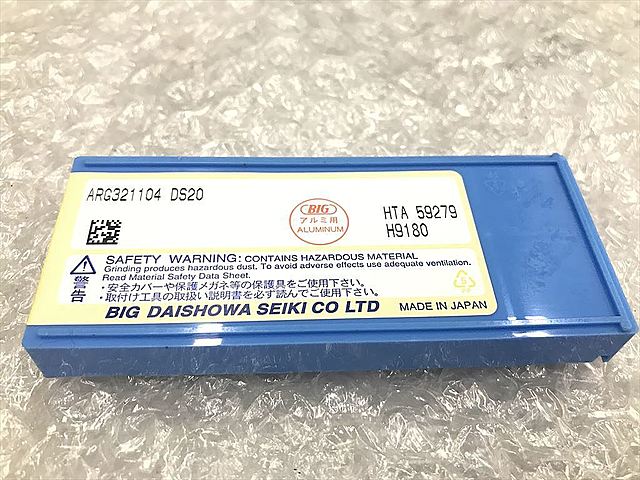 ARG321104 DS20
BIG
アルミ用
ALUMINUM
HTA 59279
H9180
警告
SAFETY WARNING: CONTAINS HAZARDOUS MATERIAL
Grinding produces hazardous dust. To avoid adverse effects use adequate ventilation.
Read Material Safety Data Sheet.
・安全カバーや保護メガネ等の保護具をご使用下さい。
・取付け工具の取扱い説明書を必ず読んでご使用下さい。
BIG DAISHOWA SEIKI CO LTD
MADE IN JAPAN